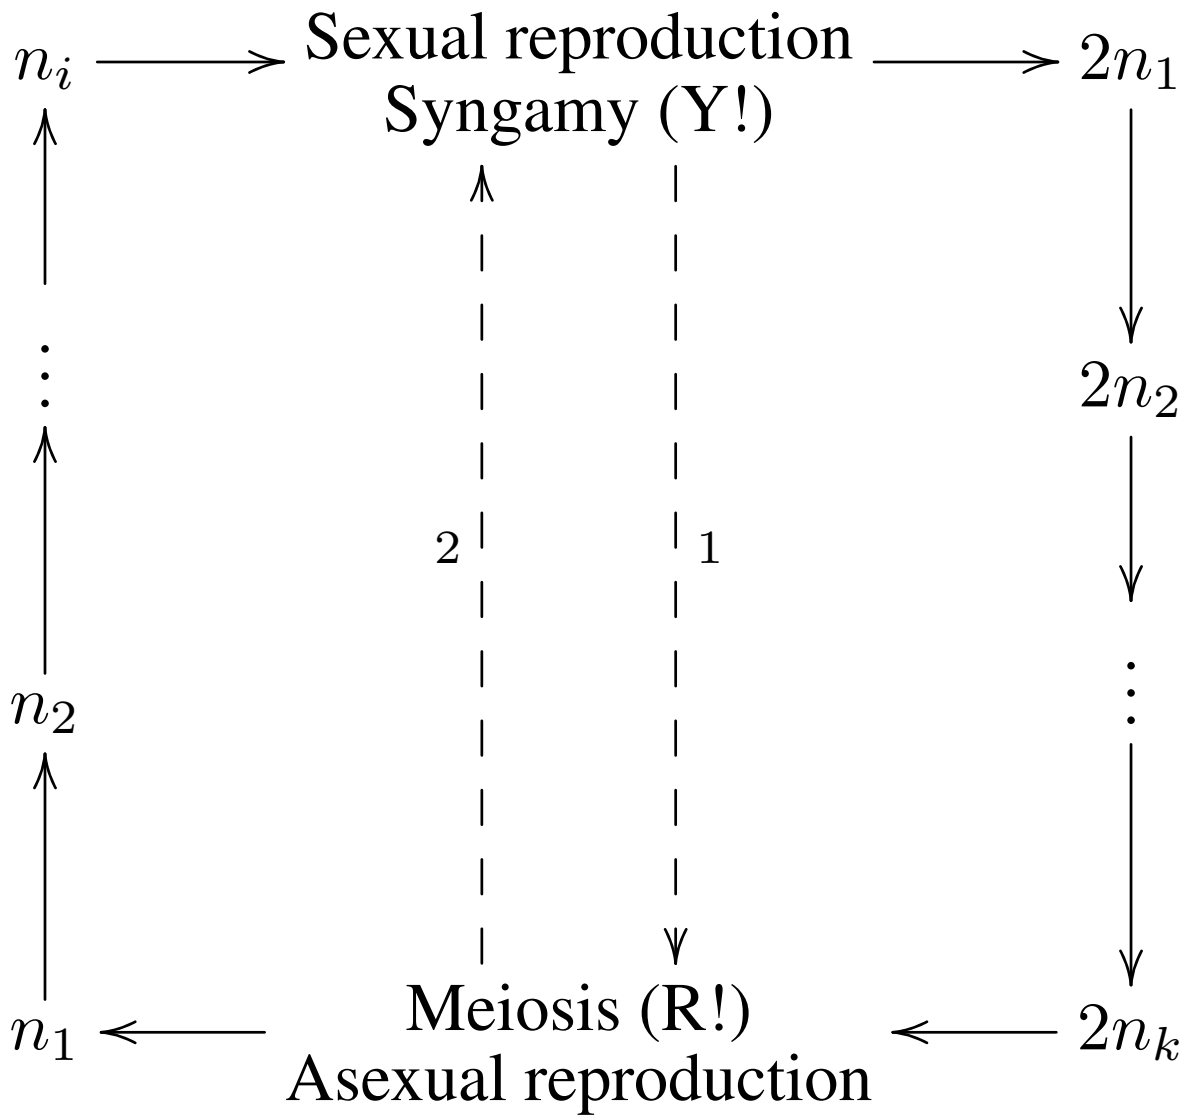 n_i
Sexual reproduction
Syngamy (Y!)
2n_1
2n_2
⋮
2
1
n_2
⋮
n_1
Meiosis (R!)
Asexual reproduction
2n_k